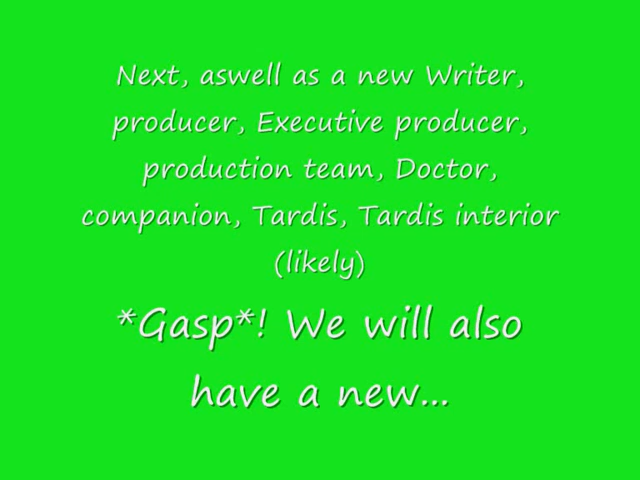 Next, aswell as a new Writer,
producer, Executive producer,
production team, Doctor,
companion, Tardis, Tardis interior
(likely)
*Gasp*! We will also
have a new...